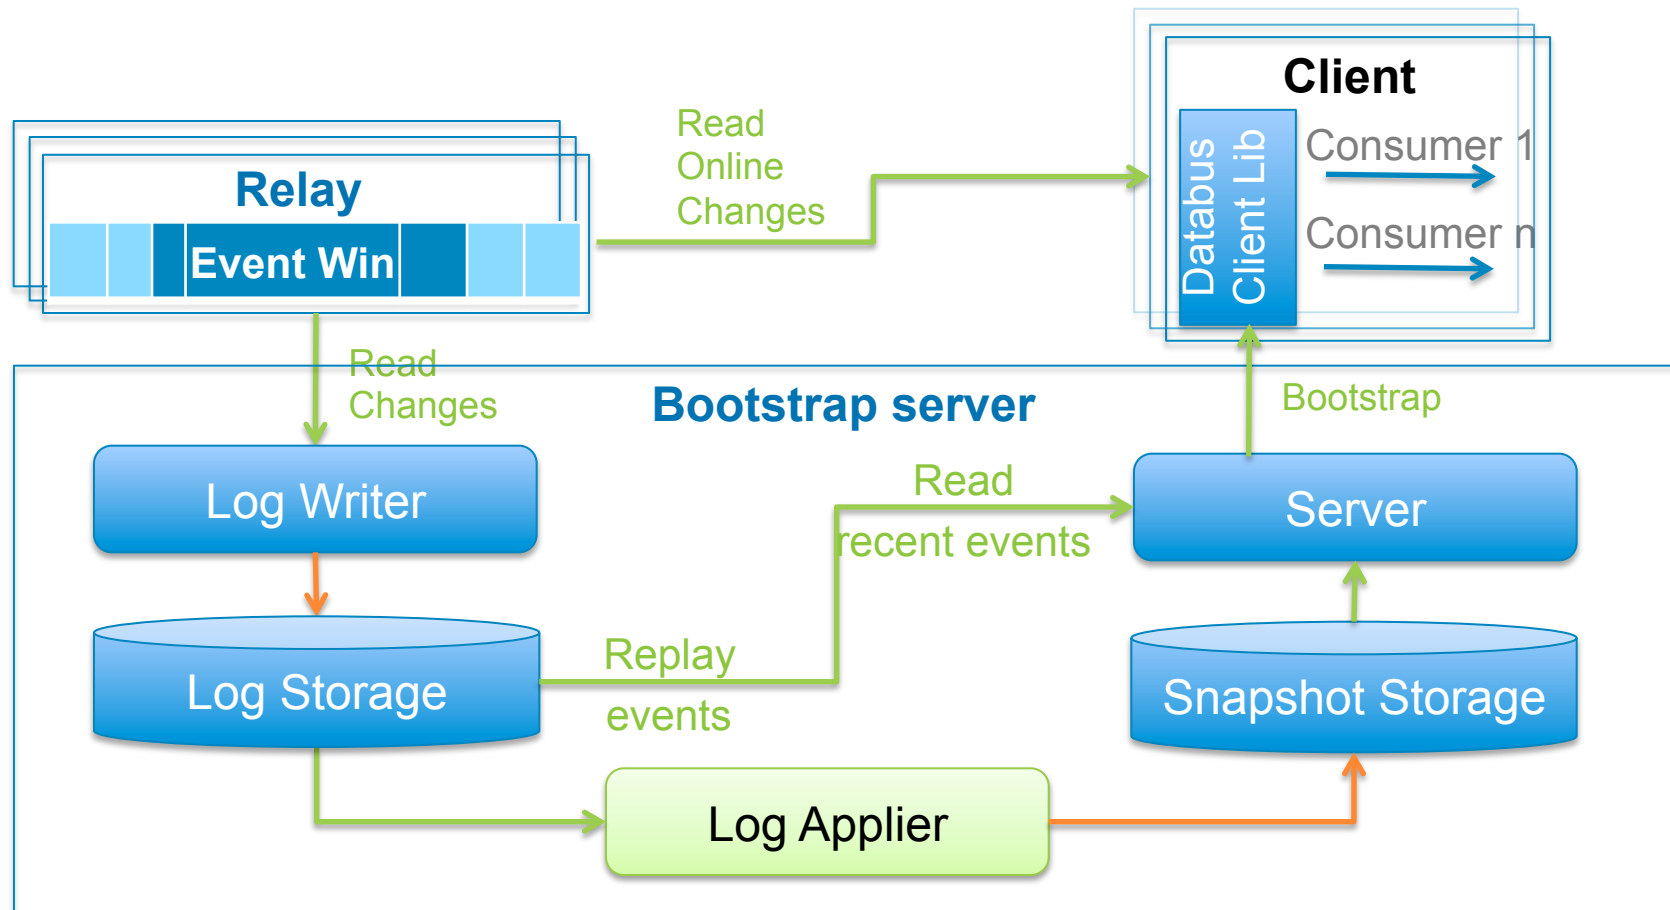 Client
Read
Online
Changes
Databus
Client Lib
Consumer 1
Consumer n
Relay
Event Win
Read
Changes
Bootstrap server
Bootstrap
Log Writer
Read
recent events
Server
Log Storage
Replay
events
Snapshot Storage
Log Applier